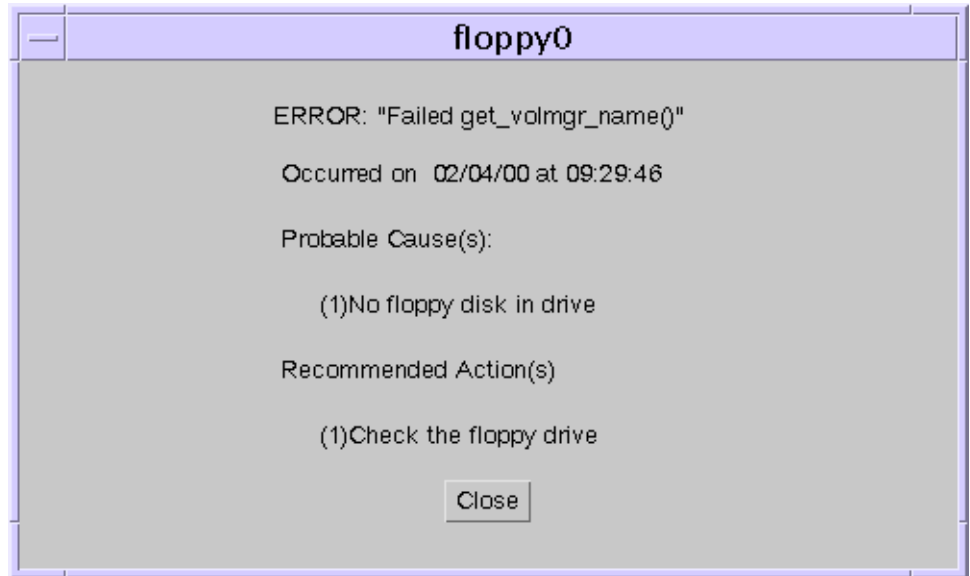 floppy0
ERROR: "Failed get_volmgr_name()"
Occurred on 02/04/00 at 09:29:46
Probable Cause(s):
(1)No floppy disk in drive
Recommended Action(s)
(1)Check the floppy drive
Close